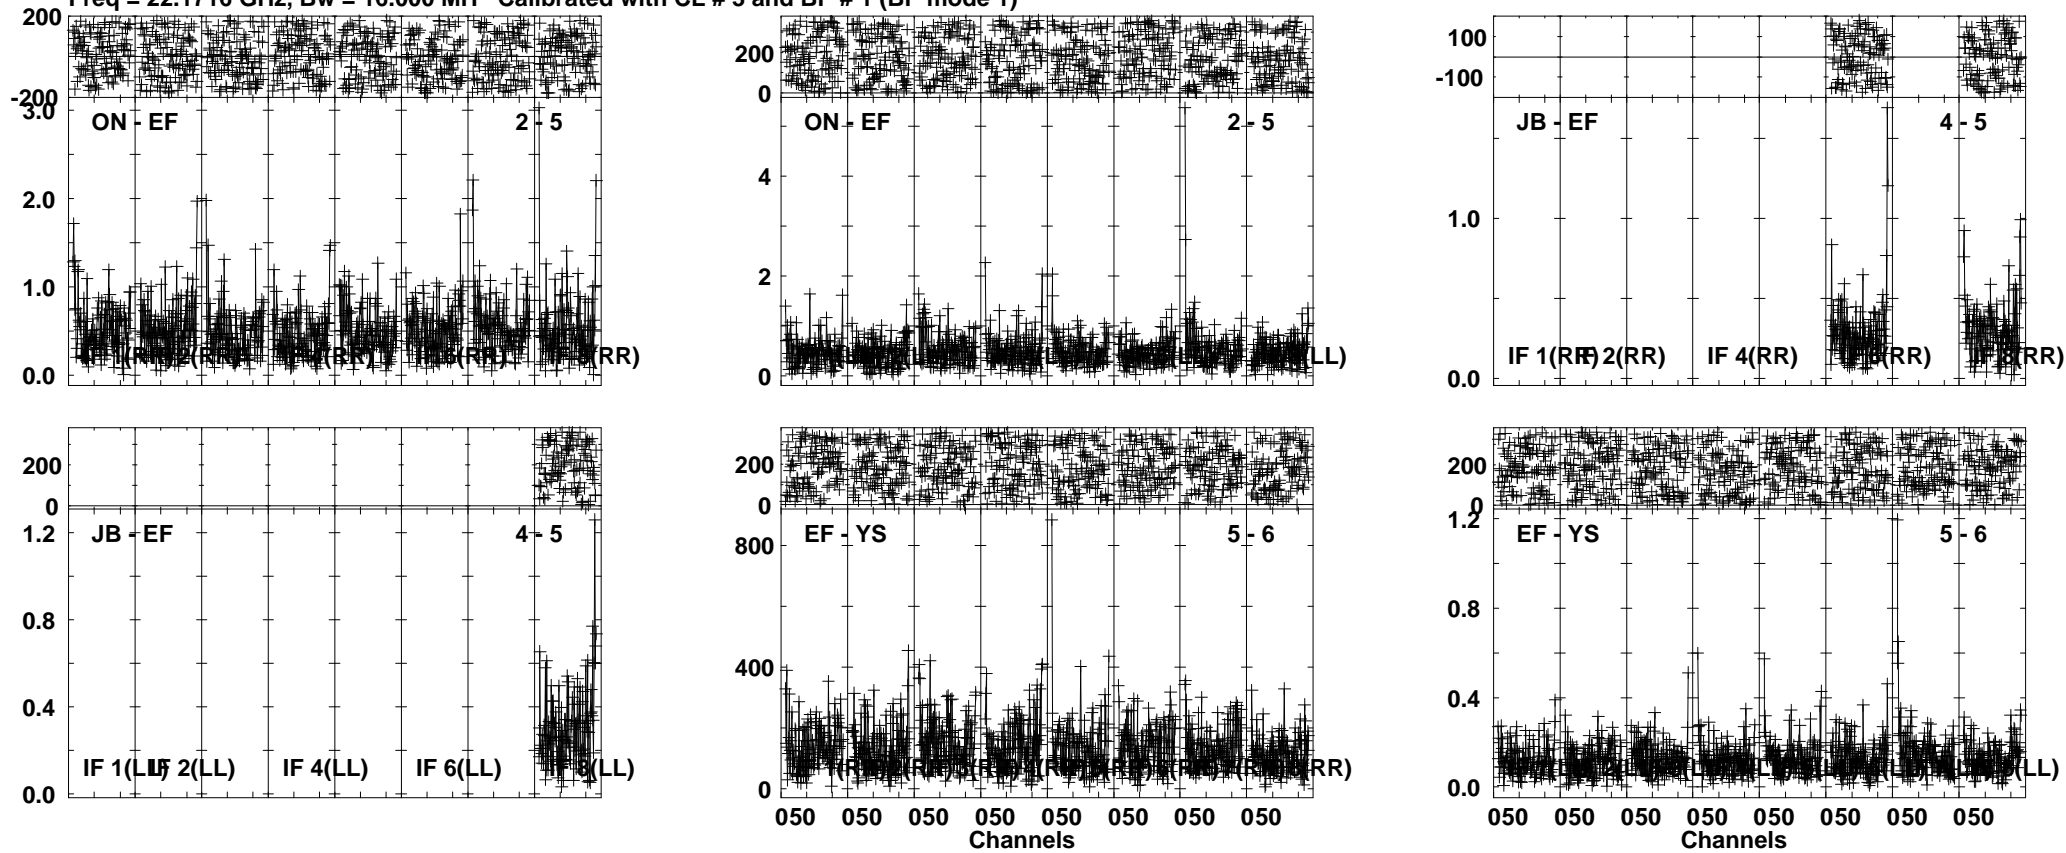 Freq = 22.1716 GHz, Bw = 16.000 MH Calibrated with CL # 3 and BP # 1 (BP mode 1)
200
-200
3.0
2.0
1.0
0.0
ON - EF
2 - 5
200
0
4
2
0
ON - EF
2 - 5
100
-100
1.0
0.0
JB - EF
4 - 5
IF 1(RR)
2(RR)
IF 4(RR)
(RR)
(RR)
200
0
1.2
0.8
0.4
0.0
JB - EF
4 - 5
IF 1(LL)
IF 2(LL)
IF 4(LL)
IF 6(LL)
(LL)
200
0
800
400
0
EF - YS
5 - 6
050 050 050 050 050 050 050 050
Channels
200
0
1.2
0.8
0.4
0.0
EF - YS
5 - 6
050 050 050 050 050 050 050 050
Channels